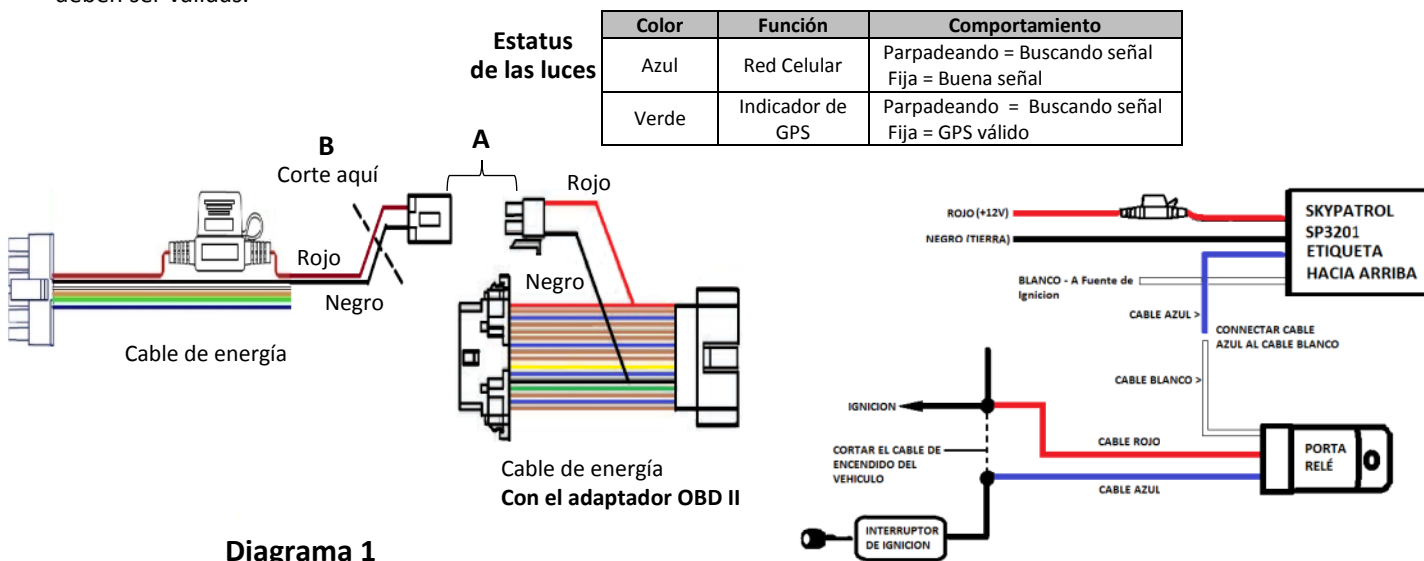 deben ser válidas.
Estatus
de las luces
Color Función Comportamiento
Azul Red Celular Parpadeando = Buscando señal
Fija = Buena señal
Verde Indicador de GPS Parpadeando = Buscando señal
Fija = GPS válido
B
Corte aquí
A
Rojo
Negro
Cable de energía
Rojo
Negro
Cable de energía
Con el adaptador OBD II
Diagrama 1
ROJO (+12V)
NEGRO (TIERRA)
BLANCO - A Fuente de
Ignicion
CABLE AZUL >
SKYPATROL
SP3201
ETIQUETA
HACIA ARRIBA
CONNECTAR CABLE
AZUL AL CABLE BLANCO
CABLE BLANCO >
IGNICION
CORTAR EL CABLE DE
ENCENDIDO DEL
VEHICULO
CABLE ROJO
CABLE AZUL
PORTA
RELÉ
INTERRUPTOR
DE IGNICION